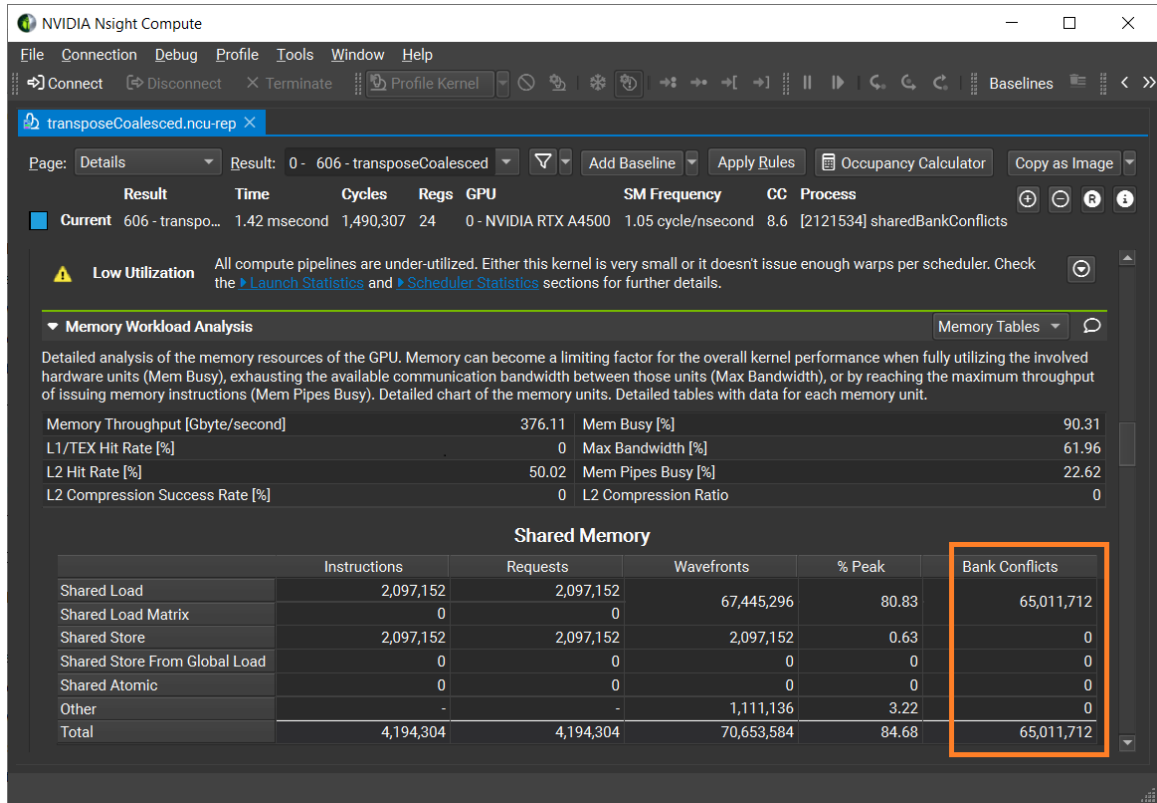 NVIDIA Nsight Compute
File Connection Debug Profile Tools Window Help
Connect Disconnect Terminate Profile Kernel Baselines
transposeCoalesced.ncu-rep
Page: Details Result: 0 - 606 - transposeCoalesced Add Baseline Apply Rules Occupancy Calculator Copy as Image
Result Time Cycles Regs GPU SM Frequency CC Process
Current 606 - transpo... 1.42 msecond 1,490,307 24 0 - NVIDIA RTX A4500 1.05 cycle/nsecond 8.6 [2121534] sharedBankConflicts
Low Utilization All compute pipelines are under-utilized. Either this kernel is very small or it doesn't issue enough warps per scheduler. Check
the Launch Statistics and Scheduler Statistics sections for further details.
Memory Workload Analysis Memory Tables
Detailed analysis of the memory resources of the GPU. Memory can become a limiting factor for the overall kernel performance when fully utilizing the involved
hardware units (Mem Busy), exhausting the available communication bandwidth between those units (Max Bandwidth), or by reaching the maximum throughput
of issuing memory instructions (Mem Pipes Busy). Detailed chart of the memory units. Detailed tables with data for each memory unit.
Memory Throughput [Gbyte/second] 376.11 Mem Busy [%] 90.31
L1/TEX Hit Rate [%] 0 Max Bandwidth [%] 61.96
L2 Hit Rate [%] 50.02 Mem Pipes Busy [%] 22.62
L2 Compression Success Rate [%] 0 L2 Compression Ratio 0
Shared Memory
Instructions Requests Wavefronts % Peak Bank Conflicts
Shared Load 2,097,152 2,097,152 67,445,296 80.83 65,011,712
Shared Load Matrix 0 0
Shared Store 2,097,152 2,097,152 2,097,152 0.63 0
Shared Store From Global Load 0 0 0 0 0
Shared Atomic 0 0 0 0 0
Other - - 1,111,136 3.22 0
Total 4,194,304 4,194,304 70,653,584 84.68 65,011,712